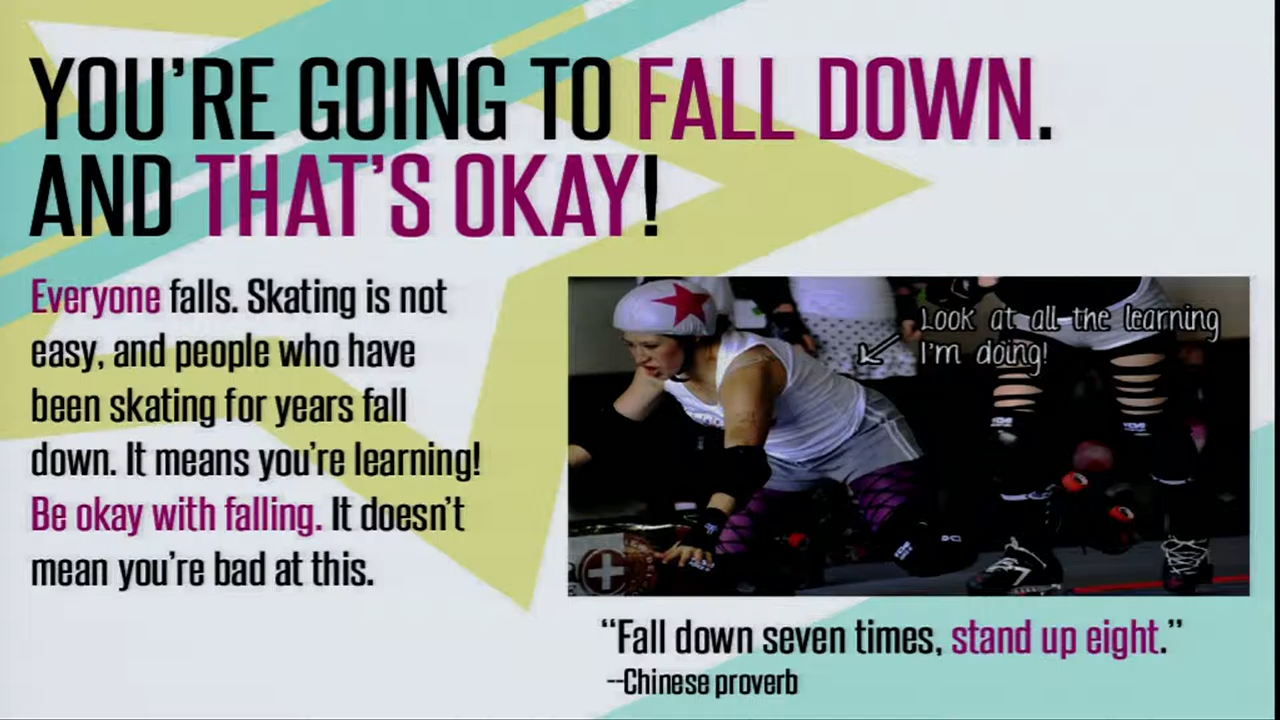 YOU'RE GOING TO FALL DOWN.
AND THAT'S OKAY!
Everyone falls. Skating is not
easy, and people who have
been skating for years fall
down. It means you're learning!
Be okay with falling. It doesn't
mean you're bad at this.
Look at all the learning
I'm doing!
“Fall down seven times, stand up eight.”
--Chinese proverb